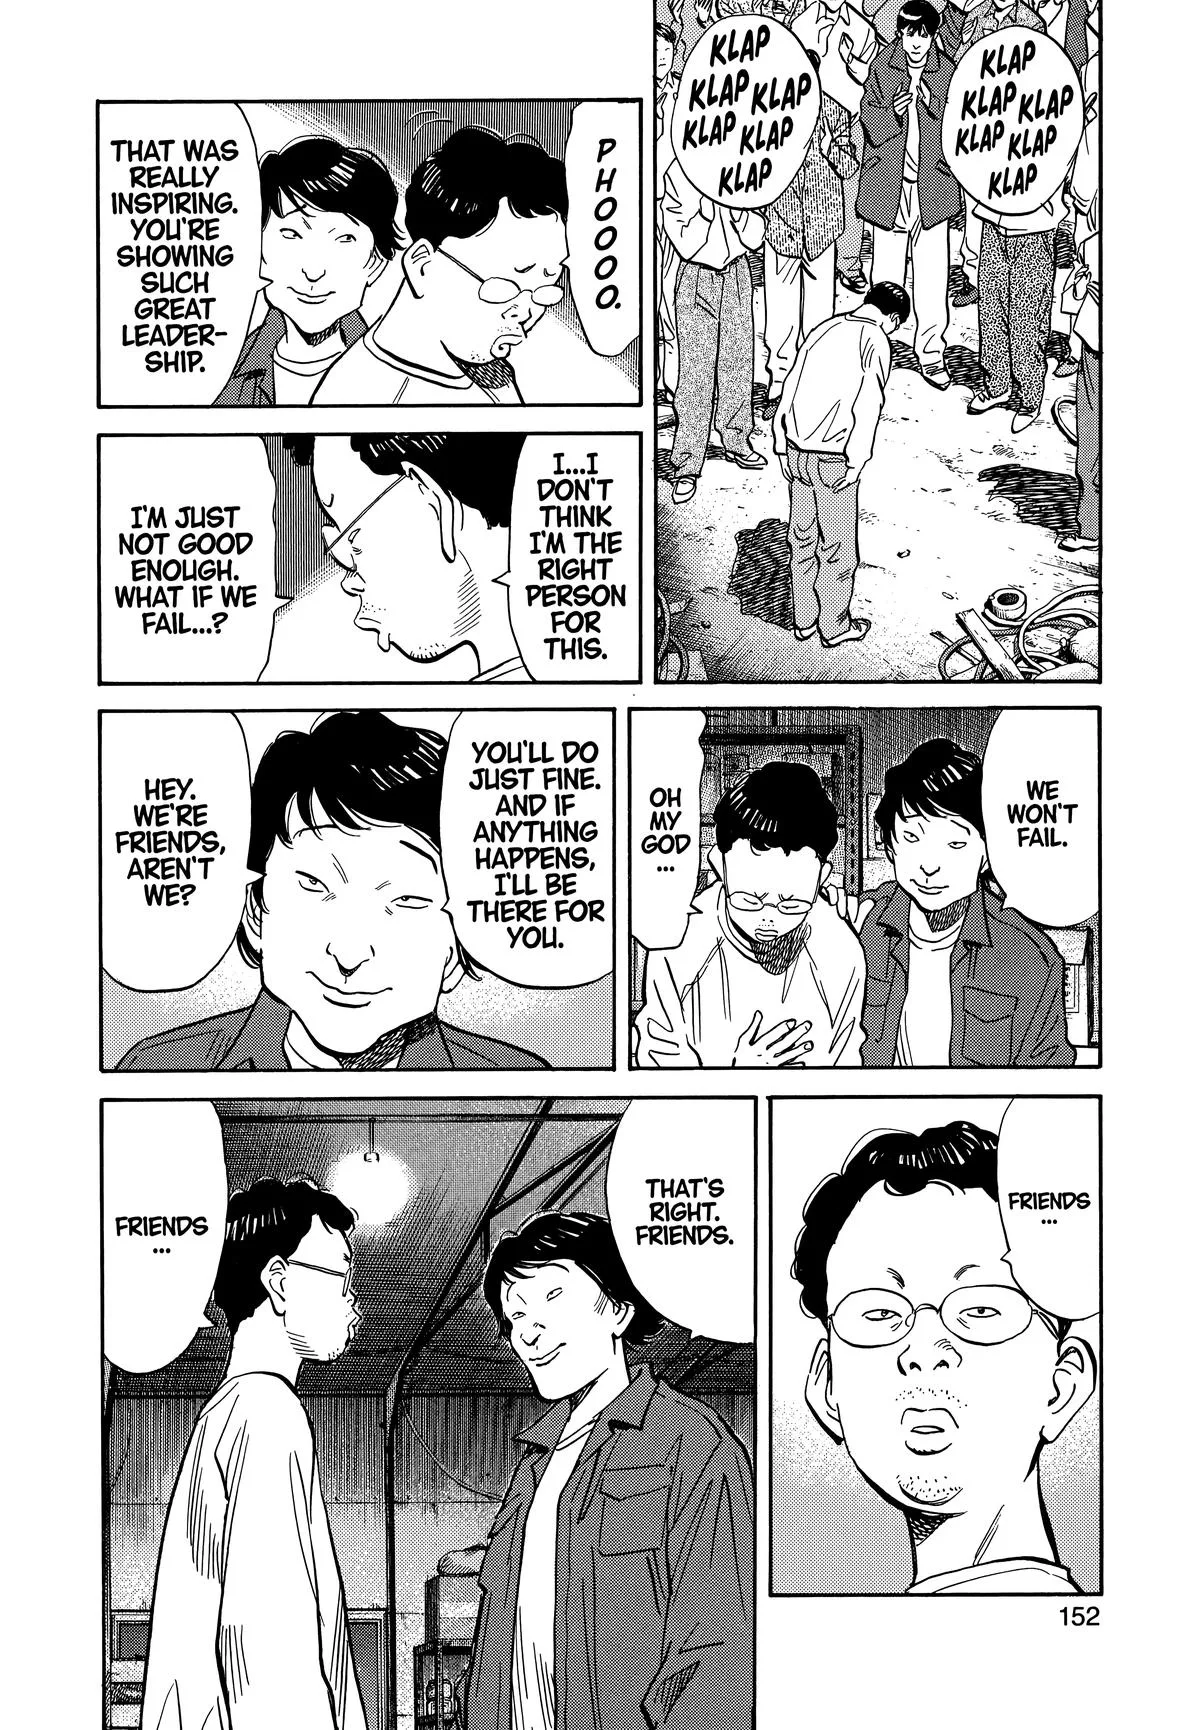 KLAP
KLAP
KLAP
KLAP
KLAP
KLAP
KLAP
KLAP
KLAP
KLAP
KLAP
KLAP
PHOOOO.
THAT WAS
REALLY
INSPIRING.
YOU'RE
SHOWING
SUCH
GREAT
LEADER-
SHIP.
I...I
DON'T
THINK
I'M THE
RIGHT
PERSON
FOR
THIS.
I'M JUST
NOT GOOD
ENOUGH.
WHAT IF WE
FAIL...?
WE
WON'T
FAIL.
OH
MY
GOD
...
YOU'LL DO
JUST FINE.
AND IF
ANYTHING
HAPPENS,
I'LL BE
THERE FOR
YOU.
HEY.
WE'RE
FRIENDS,
AREN'T
WE?
FRIENDS
...
THAT'S
RIGHT.
FRIENDS.
FRIENDS
...
152